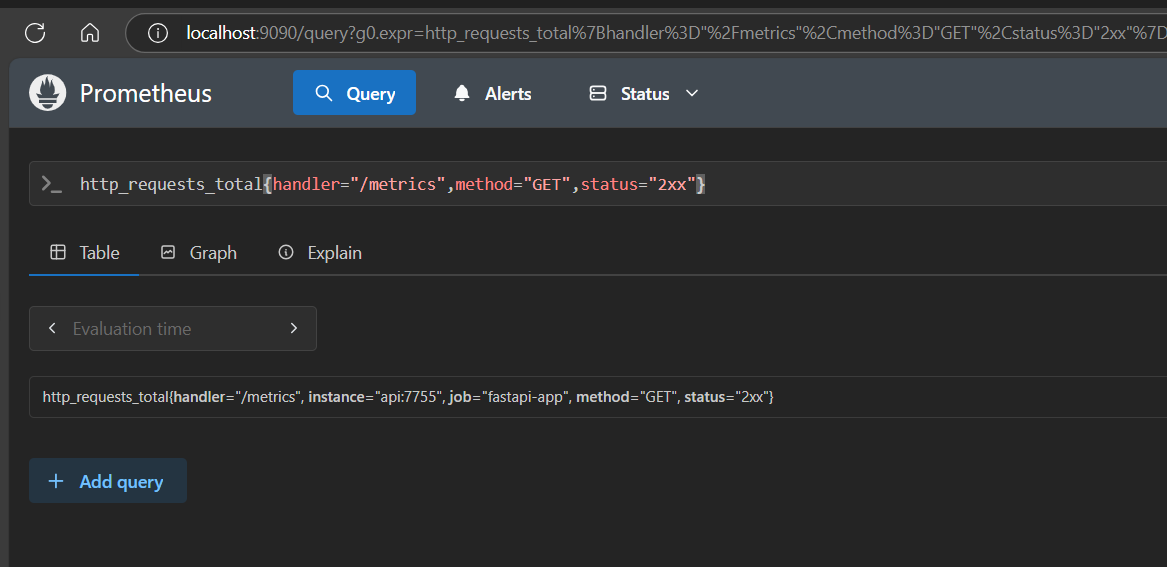 localhost:9090/query?g0.expr=http_requests_total%7Bhandler%3D"%2Fmetrics"%2Cmethod%3D"GET"%2Cstatus%3D"2xx"%7D
Prometheus Query Alerts Status
http_requests_total{handler="/metrics",method="GET",status="2xx"}
Table Graph Explain
Evaluation time
http_requests_total{handler="/metrics", instance="api:7755", job="fastapi-app", method="GET", status="2xx"}
Add query